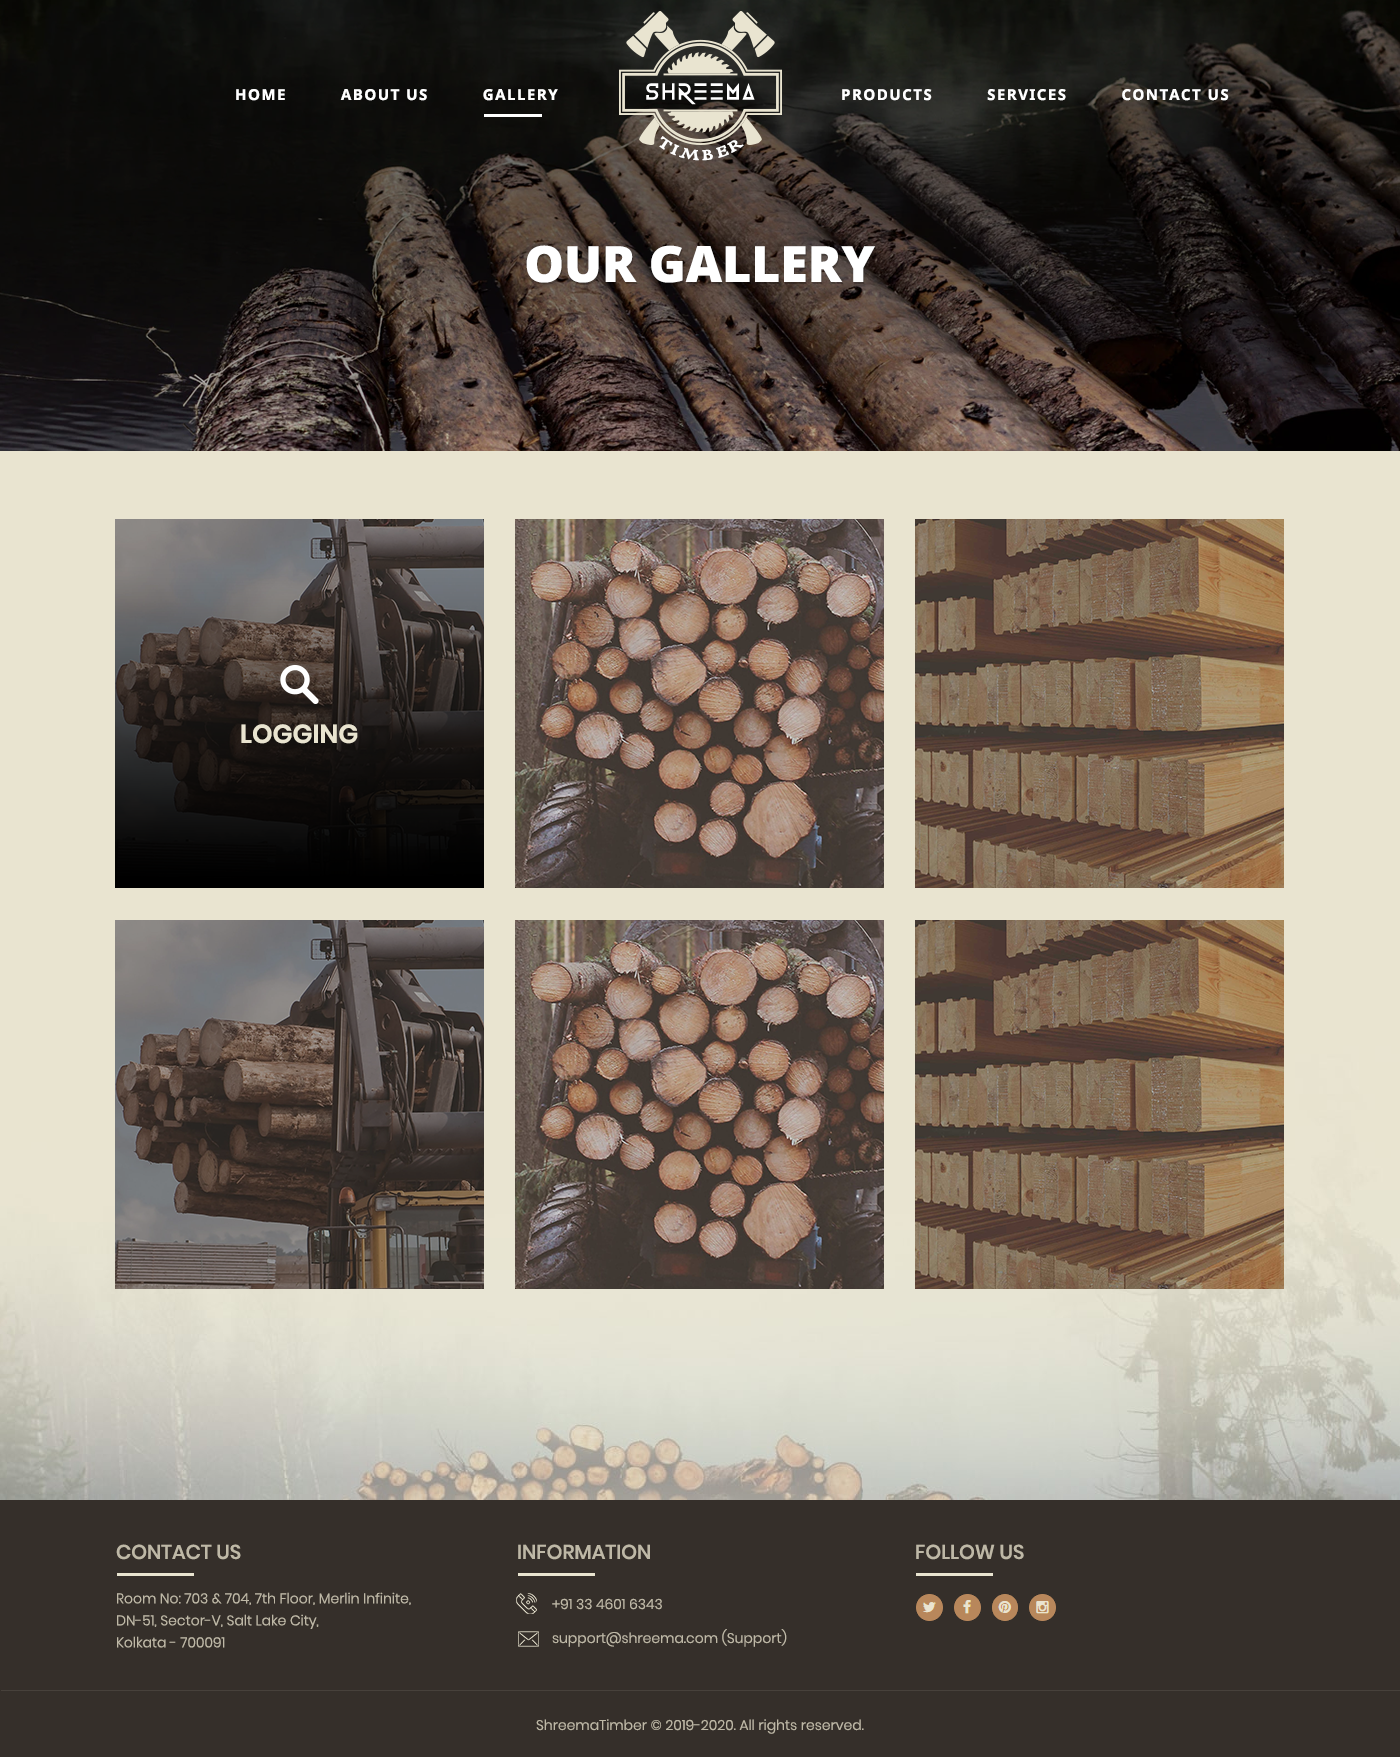 HOME
ABOUT US
GALLERY
SHREEMA
TIMBER
PRODUCTS
SERVICES
CONTACT US
OUR GALLERY
LOGGING
CONTACT US
Room No: 703 & 704, 7th Floor, Merlin Infinite,
DN-51, Sector-V, Salt Lake City,
Kolkata - 700091
INFORMATION
+91 33 4601 6343
support@shreema.com (Support)
FOLLOW US
ShreemaTimber © 2019-2020. All rights reserved.